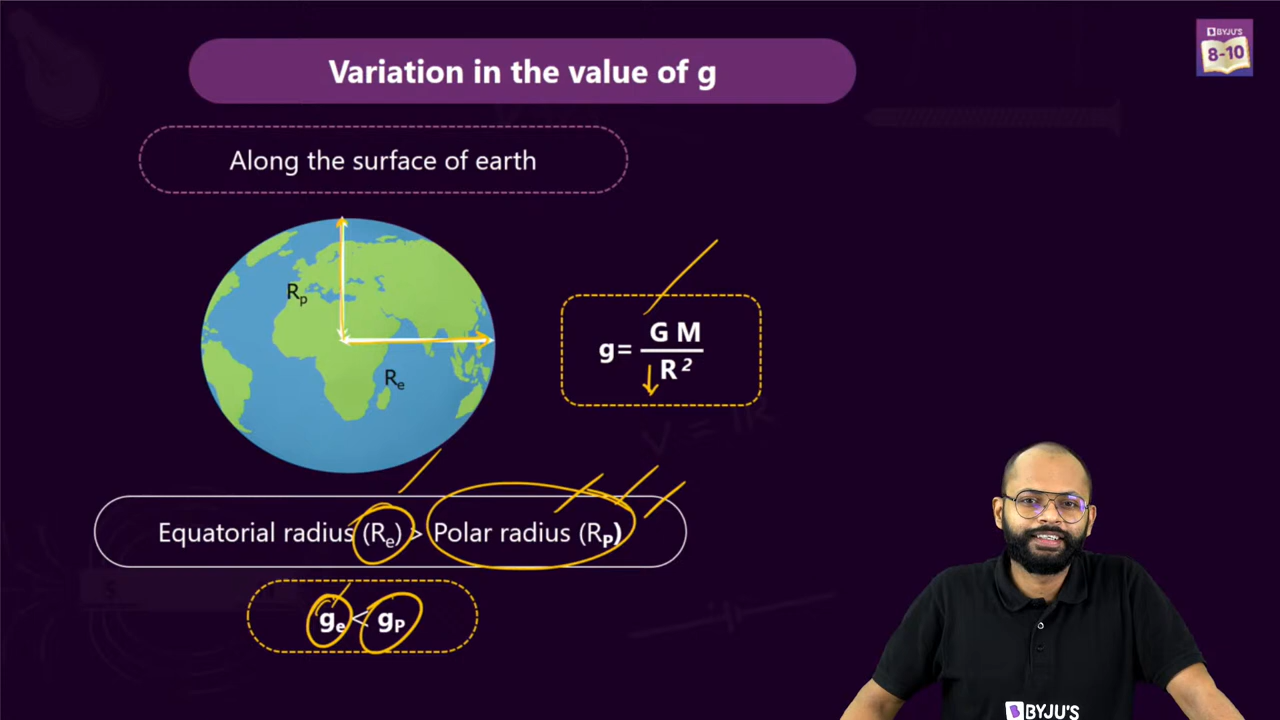 Variation in the value of g
BYJU'S
8-10
Along the surface of earth
Rp
Re
g= G M
R²
V = IR
Equatorial radius (Re) > Polar radius (RP)
S
ge < gP
BYJU'S